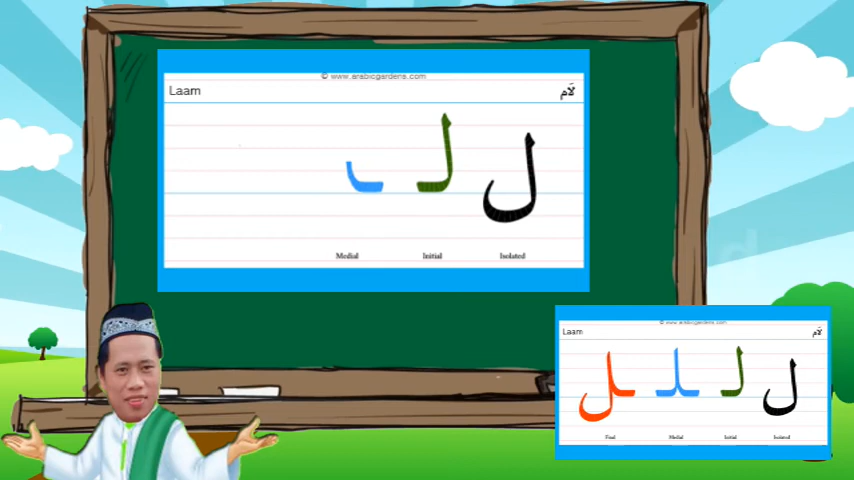 © www.arabicgardens.com
Laam
لَام
ل
لـ
Medial
Initial
Isolated
© www.arabicgardens.com
Laam
لَام
ل
لـ
ـلـ
ـل
Final
Medial
Initial
Isolated